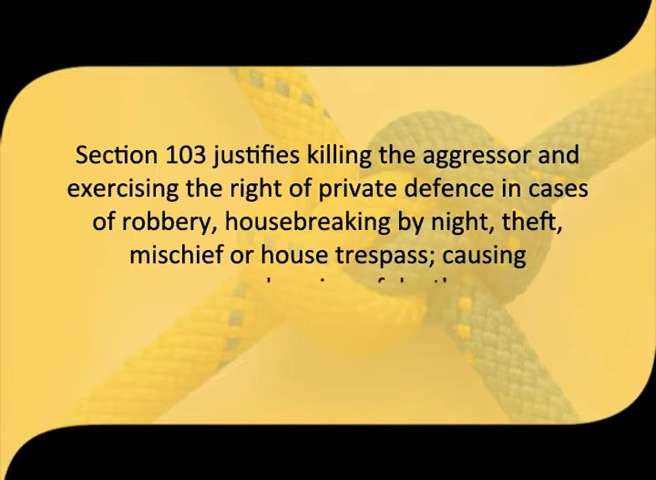 Section 103 justifies killing the aggressor and
exercising the right of private defence in cases
of robbery, housebreaking by night, theft,
mischief or house trespass; causing